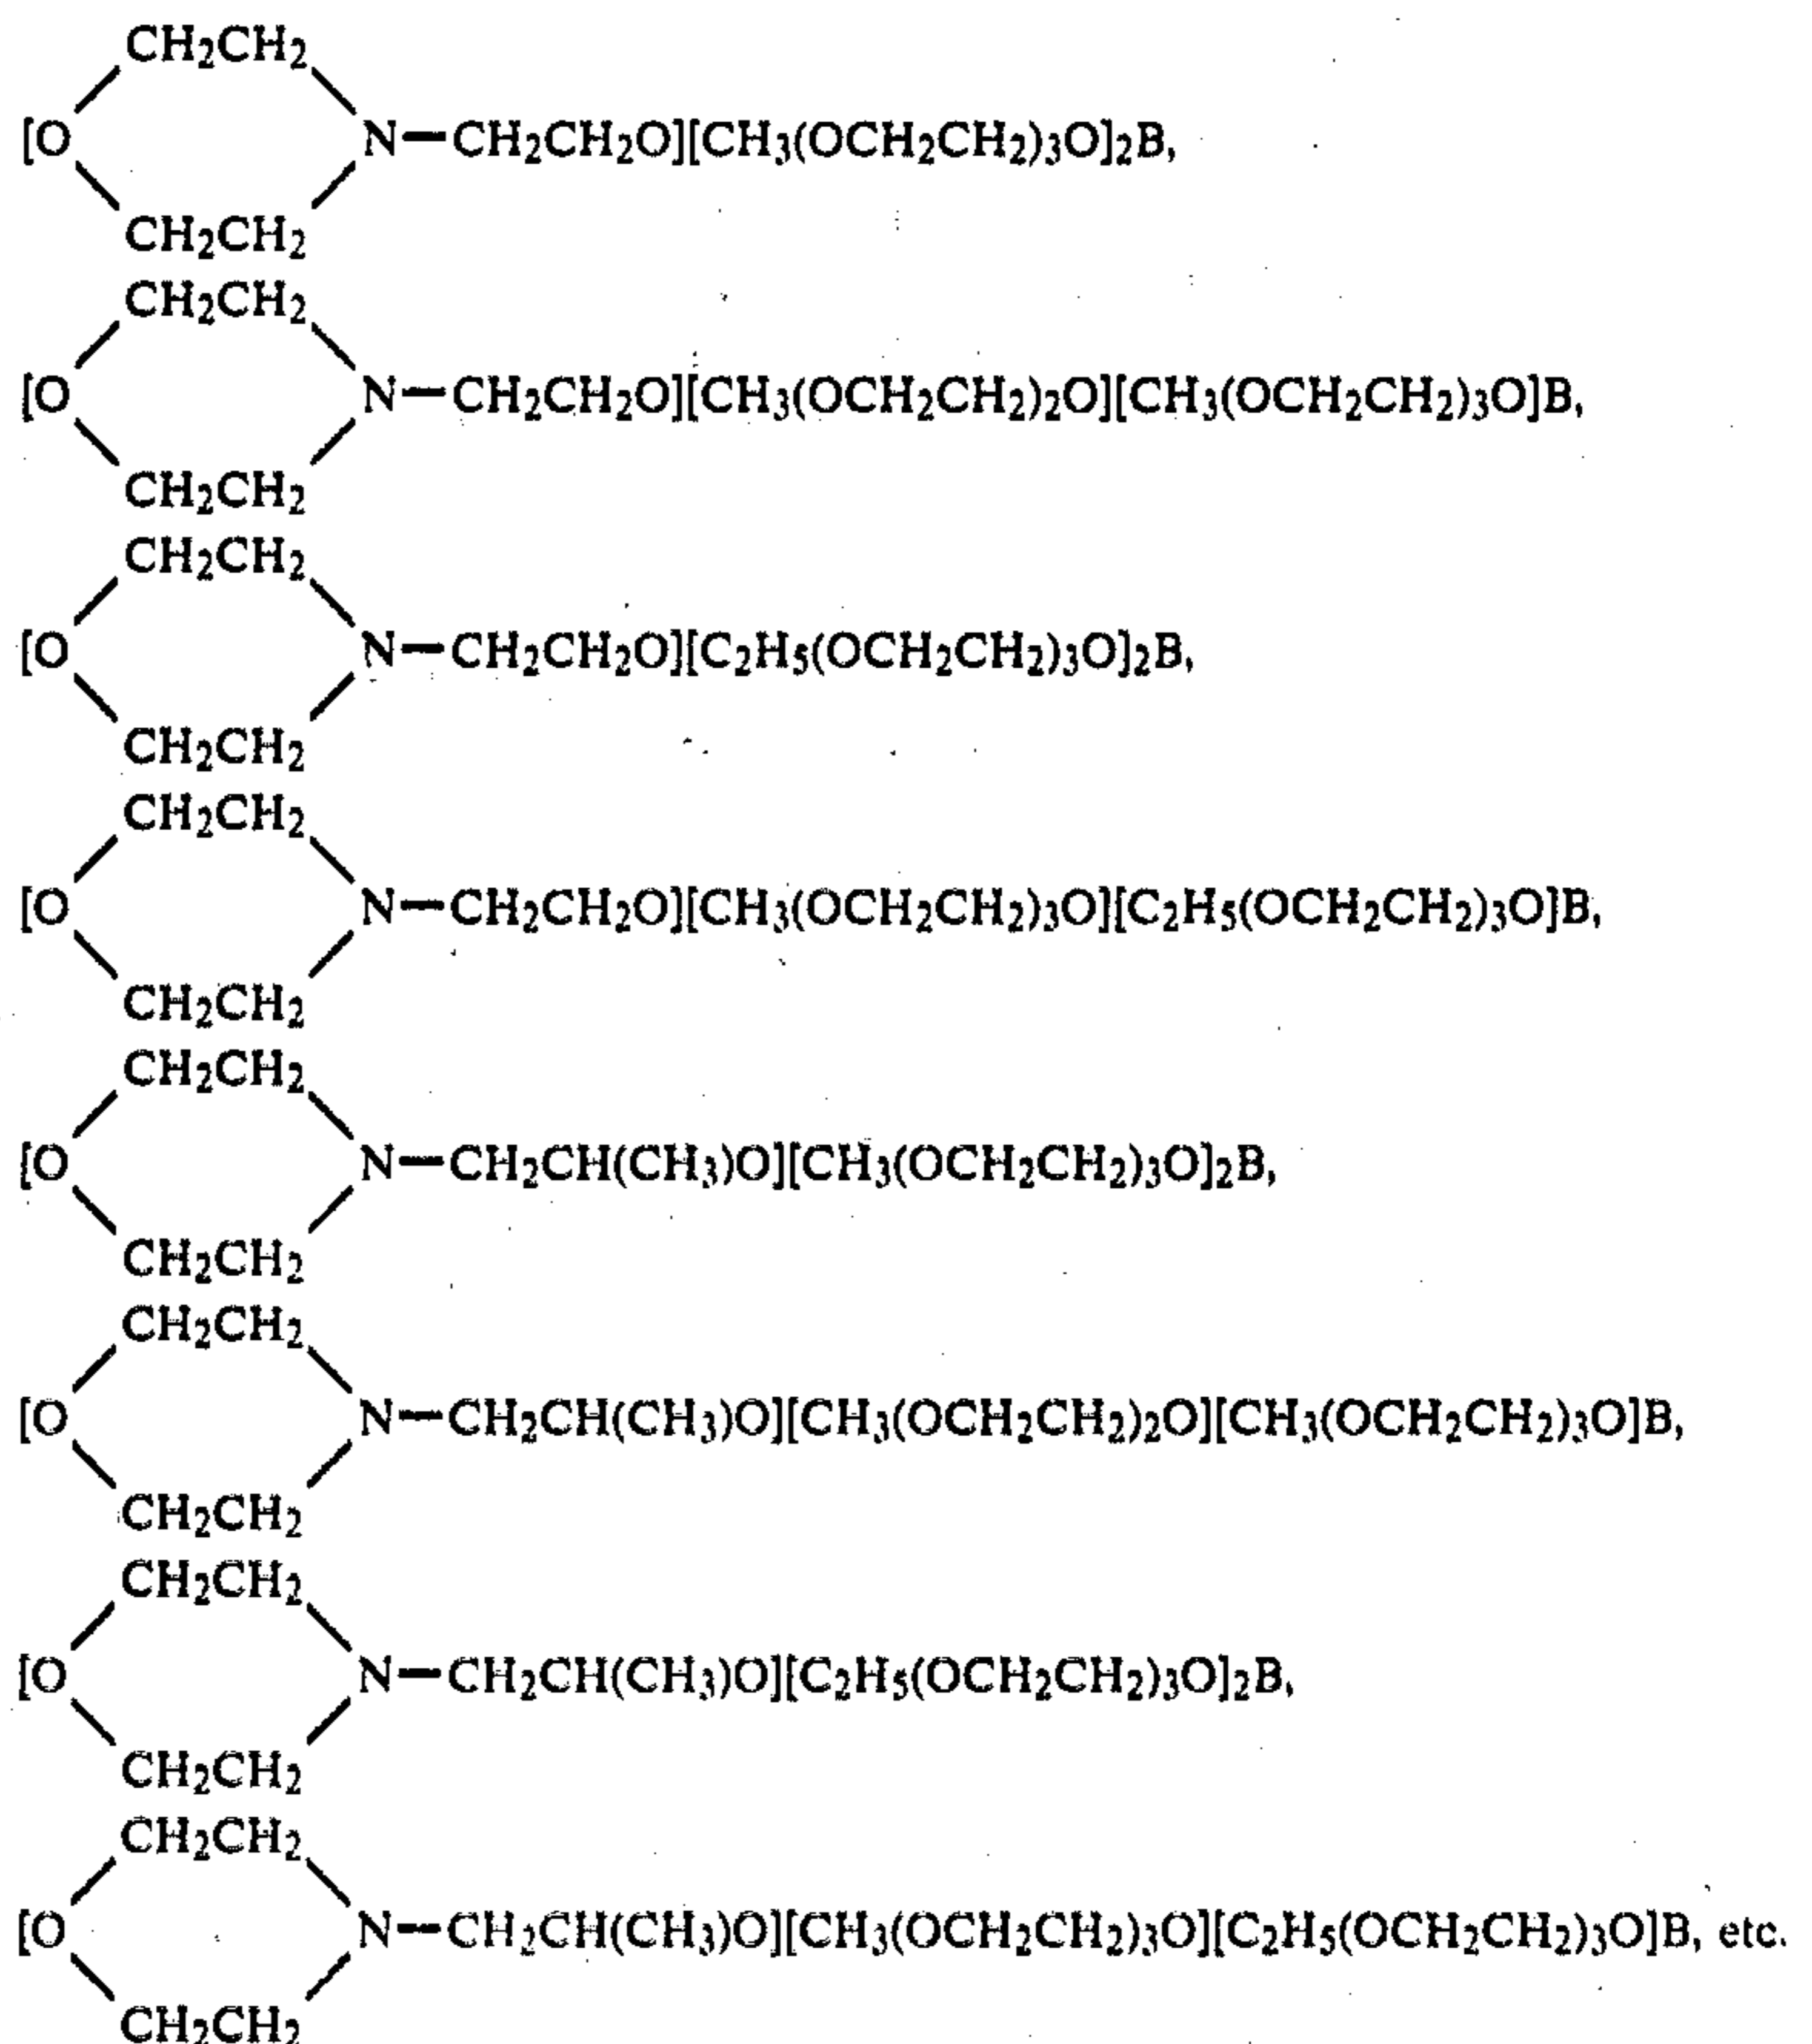 CH₂CH₂
[O N—CH₂CH₂O][CH₃(OCH₂CH₂)₃O]₂B,
CH₂CH₂
CH₂CH₂
[O N—CH₂CH₂O][CH₃(OCH₂CH₂)₂O][CH₃(OCH₂CH₂)₃O]B,
CH₂CH₂
CH₂CH₂
[O N—CH₂CH₂O][C₂H₅(OCH₂CH₂)₃O]₂B,
CH₂CH₂
CH₂CH₂
[O N—CH₂CH₂O][CH₃(OCH₂CH₂)₃O][C₂H₅(OCH₂CH₂)₃O]B,
CH₂CH₂
CH₂CH₂
[O N—CH₂CH(CH₃)O][CH₃(OCH₂CH₂)₃O]₂B,
CH₂CH₂
CH₂CH₂
[O N—CH₂CH(CH₃)O][CH₃(OCH₂CH₂)₂O][CH₃(OCH₂CH₂)₃O]B,
CH₂CH₂
CH₂CH₂
[O N—CH₂CH(CH₃)O][C₂H₅(OCH₂CH₂)₃O]₂B,
CH₂CH₂
CH₂CH₂
[O N—CH₂CH(CH₃)O][CH₃(OCH₂CH₂)₃O][C₂H₅(OCH₂CH₂)₃O]B, etc.
CH₂CH₂